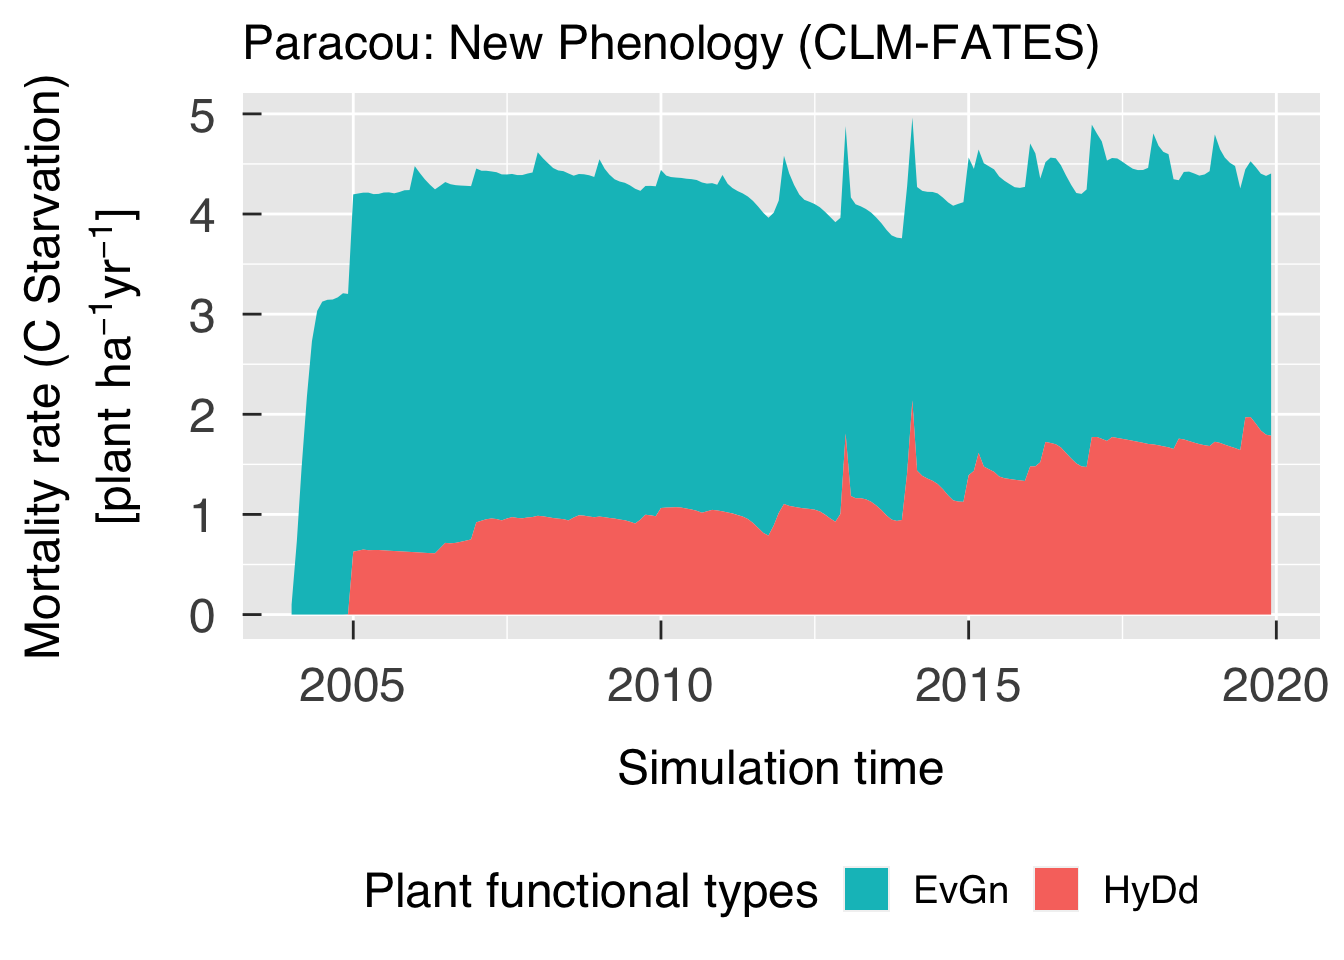 Paracou: New Phenology (CLM-FATES)
Mortality rate (C Starvation)
[plant ha⁻¹yr⁻¹]
5
4
3
2
1
0
2005 2010 2015 2020
Simulation time
Plant functional types EvGn HyDd